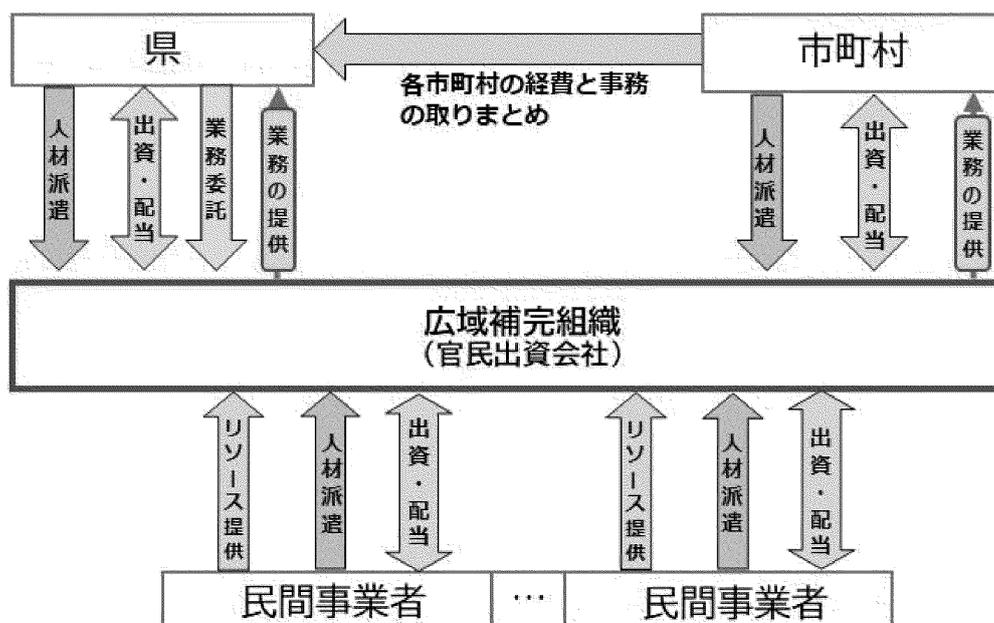 県
市町村
各市町村の経費と事務
の取りまとめ
人材派遣
出資・配当
業務委託
業務の提供
人材派遣
出資・配当
業務の提供
広域補完組織
（官民出資会社）
リソース提供
人材派遣
出資・配当
リソース提供
人材派遣
出資・配当
民間事業者
…
民間事業者